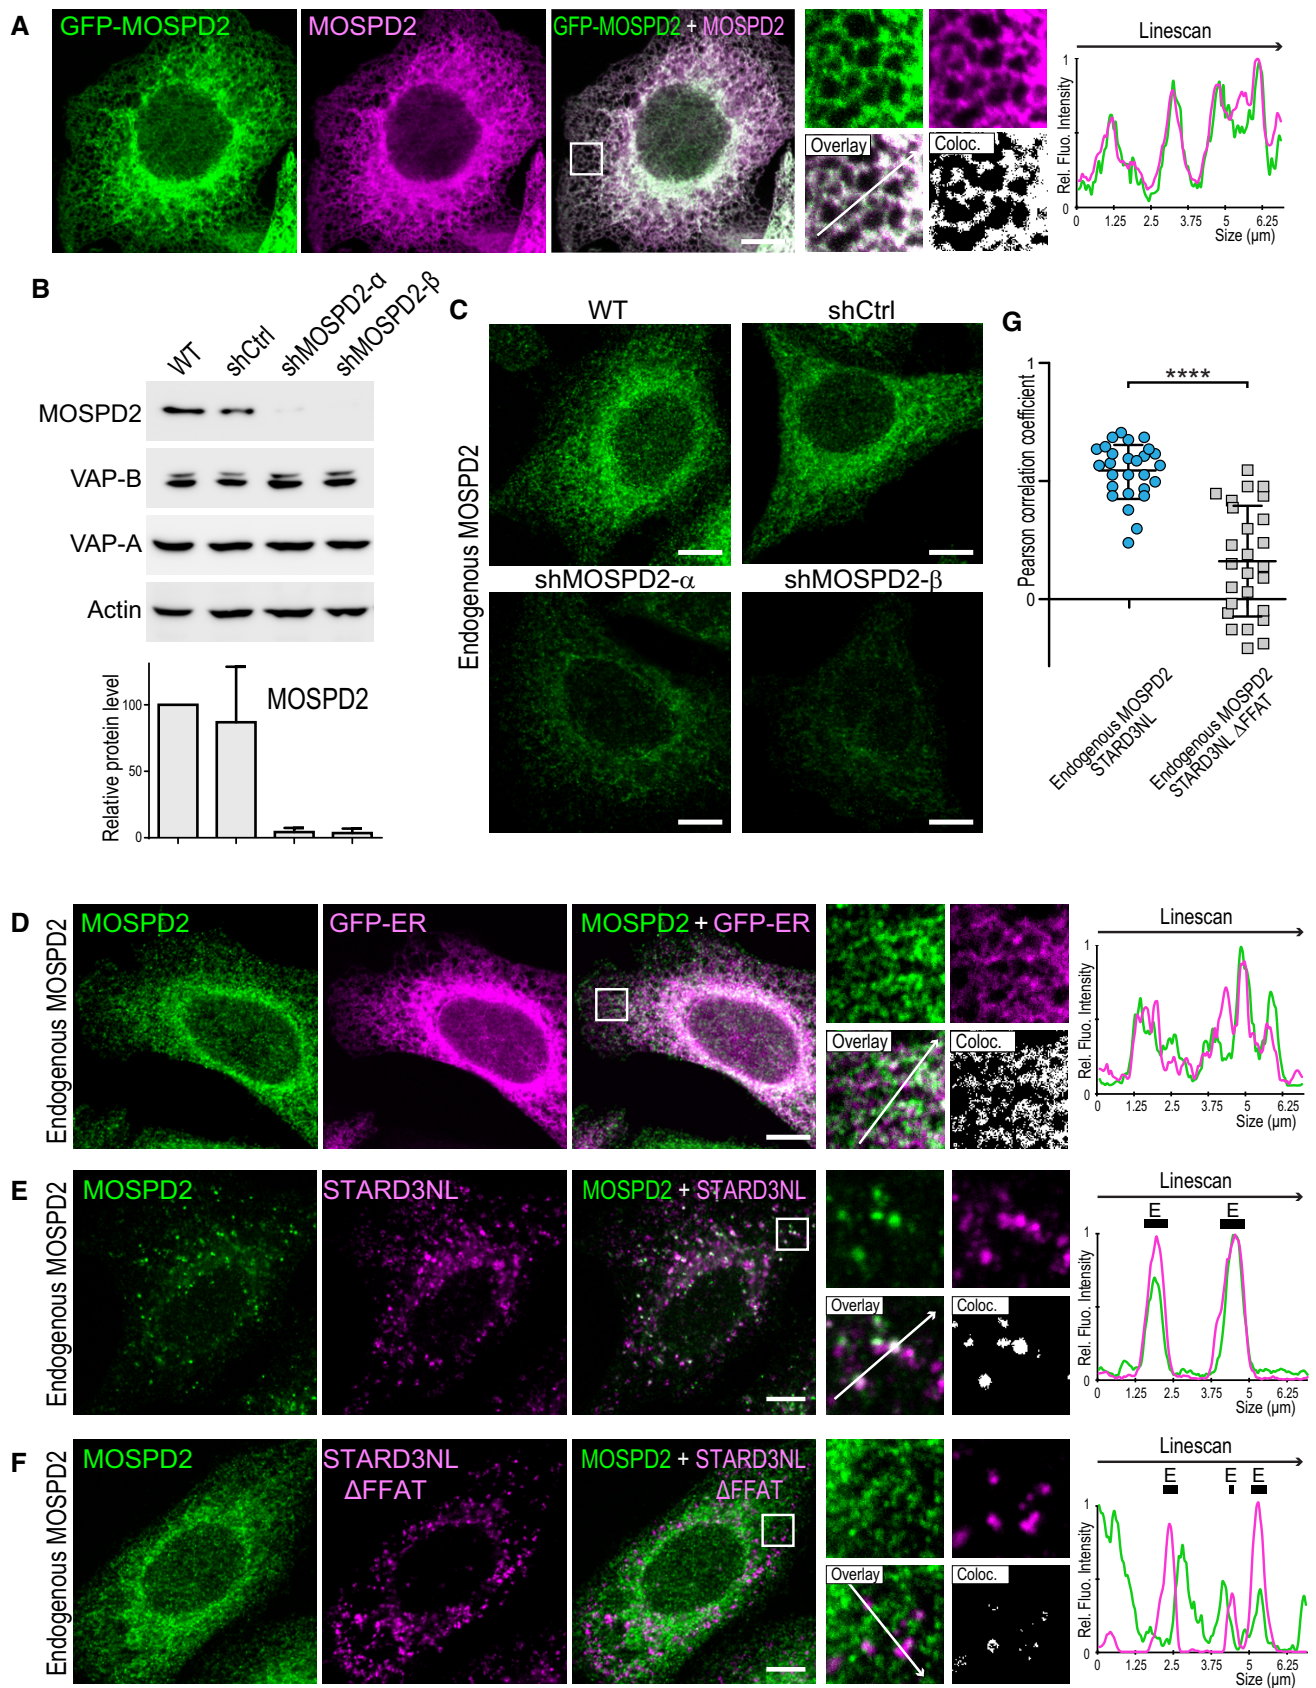 A
GFP-MOSPD2
MOSPD2
GFP-MOSPD2 + MOSPD2
Overlay
Coloc.
Linescan
Rel. Fluo. Intensity
1
0
0 1.25 2.5 3.75 5 6.25
Size (µm)
B
WT
shCtrl
shMOSPD2-α
shMOSPD2-β
MOSPD2
VAP-B
VAP-A
Actin
Relative protein level
100
50
0
MOSPD2
C
Endogenous MOSPD2
WT
shCtrl
shMOSPD2-α
shMOSPD2-β
G
Pearson correlation coefficient
1
0
****
Endogenous MOSPD2
STARD3NL
Endogenous MOSPD2
STARD3NL ΔFFAT
D
Endogenous MOSPD2
MOSPD2
GFP-ER
MOSPD2 + GFP-ER
Overlay
Coloc.
Linescan
Rel. Fluo. Intensity
1
0
0 1.25 2.5 3.75 5 6.25
Size (µm)
E
Endogenous MOSPD2
MOSPD2
STARD3NL
MOSPD2 + STARD3NL
Overlay
Coloc.
Linescan
E E
Rel. Fluo. Intensity
1
0
0 1.25 2.5 3.75 5 6.25
Size (µm)
F
Endogenous MOSPD2
MOSPD2
STARD3NL
ΔFFAT
MOSPD2 + STARD3NL
ΔFFAT
Overlay
Coloc.
Linescan
E E E
Rel. Fluo. Intensity
1
0
0 1.25 2.5 3.75 5 6.25
Size (µm)